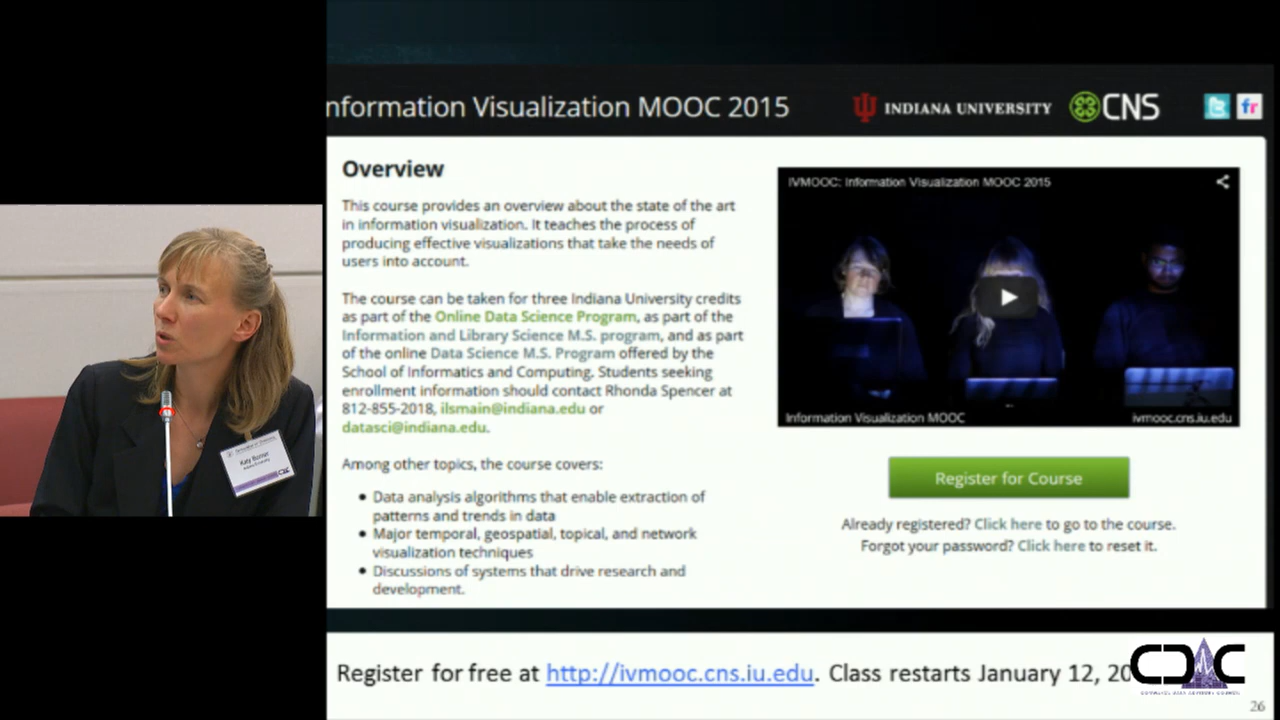 nformation Visualization MOOC 2015
INDIANA UNIVERSITY
CNS
fr
Overview
This course provides an overview about the state of the art
in information visualization. It teaches the process of
producing effective visualizations that take the needs of
users into account.
The course can be taken for three Indiana University credits
as part of the Online Data Science Program, as part of the
Information and Library Science M.S. program, and as part
of the online Data Science M.S. Program offered by the
School of Informatics and Computing. Students seeking
enrollment information should contact Rhonda Spencer at
812-855-2018, ilsmain@indiana.edu or
datasci@indiana.edu.
Among other topics, the course covers:
• Data analysis algorithms that enable extraction of
patterns and trends in data
• Major temporal, geospatial, topical, and network
visualization techniques
• Discussions of systems that drive research and
development.
IVMOOC: Information Visualization MOOC 2015
Information Visualization MOOC
ivmooc.cns.iu.edu
Register for Course
Already registered? Click here to go to the course.
Forgot your password? Click here to reset it.
Katy Borner
Register for free at http://ivmooc.cns.iu.edu. Class restarts January 12, 20
CDAC
26